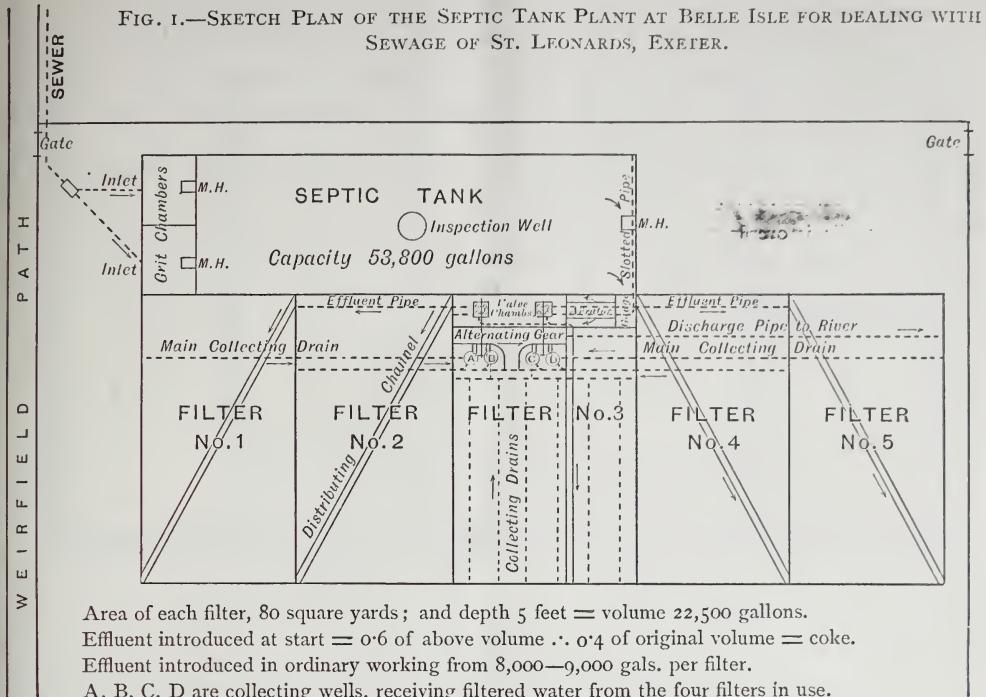 FIG. 1.—SKETCH PLAN OF THE SEPTIC TANK PLANT AT BELLE ISLE FOR DEALING WITH
SEWAGE OF ST. LEONARDS, EXETER.
SEWER
Gate
Gate
WEIRFIELD PATH
Inlet
Inlet
Grit Chambers
M.H.
M.H.
SEPTIC TANK
Inspection Well
Capacity 53,800 gallons
Slotted Pipe
M.H.
Effluent Pipe
Valve
Chambs
Effluent Pipe
Discharge Pipe to River
Alternating Gear
Main Collecting Drain
A B C D
Main Collecting Drain
Distributing Channel
Collecting Drains
FILTER
No.1
FILTER
No.2
FILTER No.3
FILTER
No.4
FILTER
No.5
Area of each filter, 80 square yards; and depth 5 feet = volume 22,500 gallons.
Effluent introduced at start = 0·6 of above volume ∴ 0·4 of original volume = coke.
Effluent introduced in ordinary working from 8,000—9,000 gals. per filter.
A, B, C, D are collecting wells, receiving filtered water from the four filters in use.